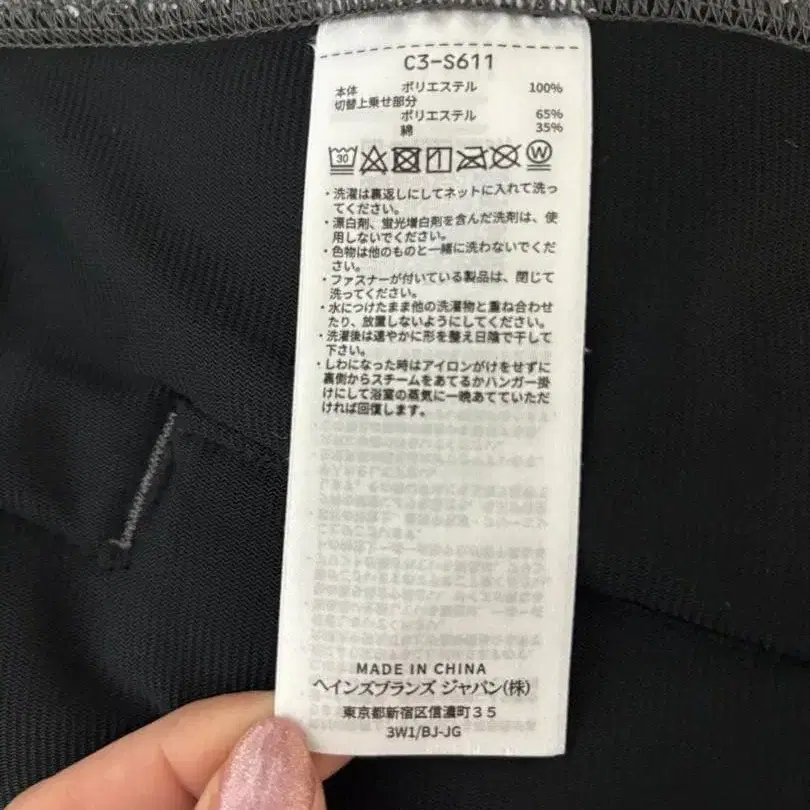 C3-S611
本体 ポリエステル 100%
切替上乗せ部分
ポリエステル 65%
綿 35%
30 W
・洗濯は裏返しにしてネットに入れて洗っ
てください。
・漂白剤、蛍光増白剤を含んだ洗剤は、使
用しないでください。
・色物は他のものと一緒に洗わないでくだ
さい。
・ファスナーが付いている製品は、閉じて
洗ってください。
・水につけたまま他の洗濯物と重ね合わせ
たり、放置しないようにしてください。
・洗濯後は速やかに形を整え日陰で干して
下さい。
・しわになった時はアイロンがけをせずに
裏側からスチームをあてるかハンガー掛
けにして浴室の蒸気に一晩あてていただ
ければ回復します。
MADE IN CHINA
ヘインズブランズ ジャパン(株)
東京都新宿区信濃町35
3W1/BJ-JG